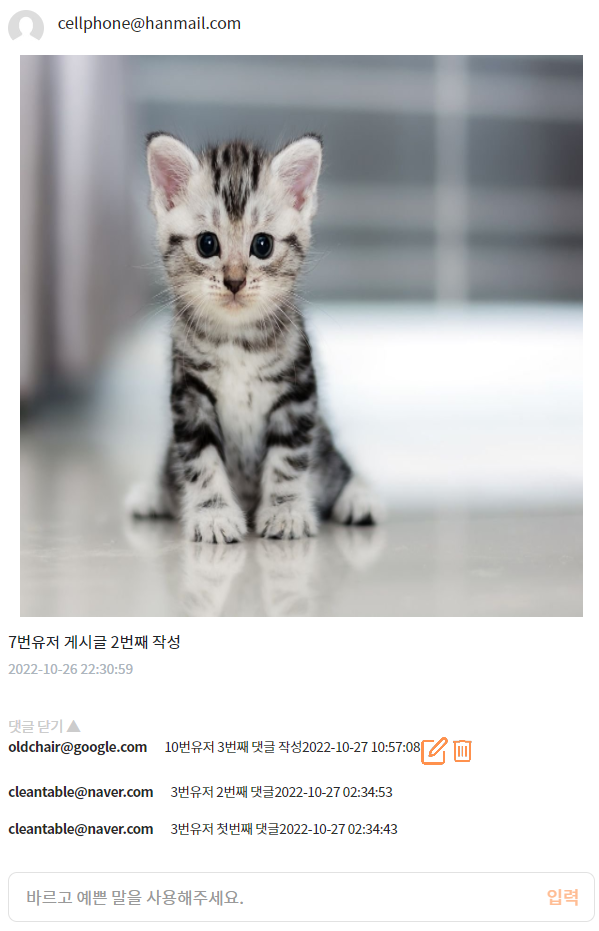 cellphone@hanmail.com
7번유저 게시글 2번째 작성
2022-10-26 22:30:59
댓글 닫기 ▲
oldchair@google.com 10번유저 3번째 댓글 작성2022-10-27 10:57:08
cleantable@naver.com 3번유저 2번째 댓글2022-10-27 02:34:53
cleantable@naver.com 3번유저 첫번째 댓글2022-10-27 02:34:43
바르고 예쁜 말을 사용해주세요. 입력